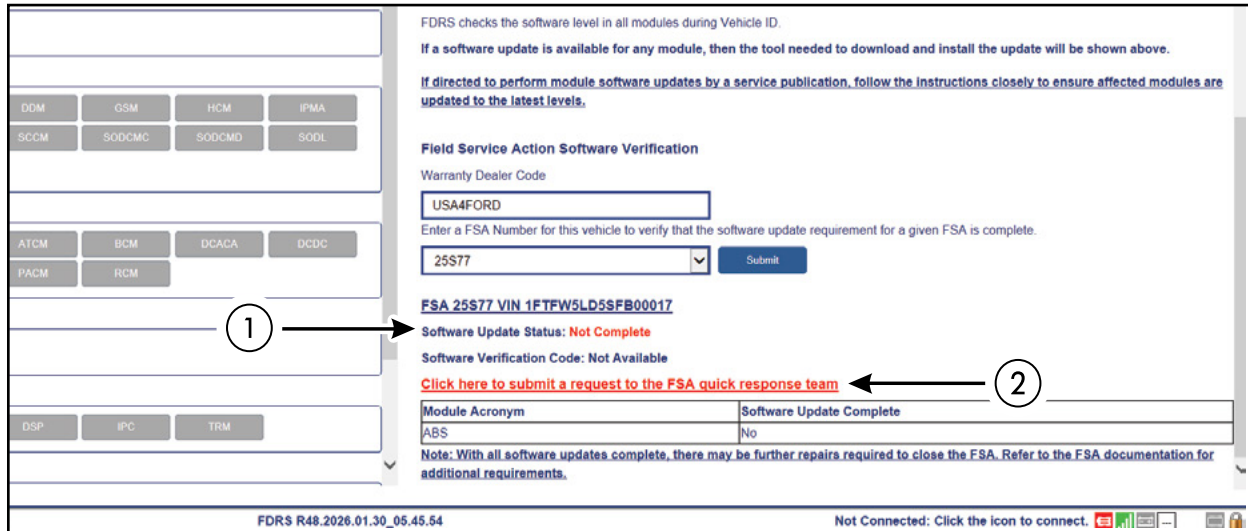 FDRS checks the software level in all modules during Vehicle ID.
If a software update is available for any module, then the tool needed to download and install the update will be shown above.
If directed to perform module software updates by a service publication, follow the instructions closely to ensure affected modules are
updated to the latest levels.
DDM GSM HCM IPMA
SCCM SODCMC SODCMD SODL
Field Service Action Software Verification
Warranty Dealer Code
USA4FORD
Enter a FSA Number for this vehicle to verify that the software update requirement for a given FSA is complete.
ATCM BCM DCACA DCDC
25S77 Submit
PACM RCM
FSA 25S77 VIN 1FTFW5LD5SFB00017
1 Software Update Status: Not Complete
Software Verification Code: Not Available
Click here to submit a request to the FSA quick response team 2
Module Acronym Software Update Complete
ABS No
DSP IPC TRM
Note: With all software updates complete, there may be further repairs required to close the FSA. Refer to the FSA documentation for
additional requirements.
FDRS R48.2026.01.30_05.45.54 Not Connected: Click the icon to connect.